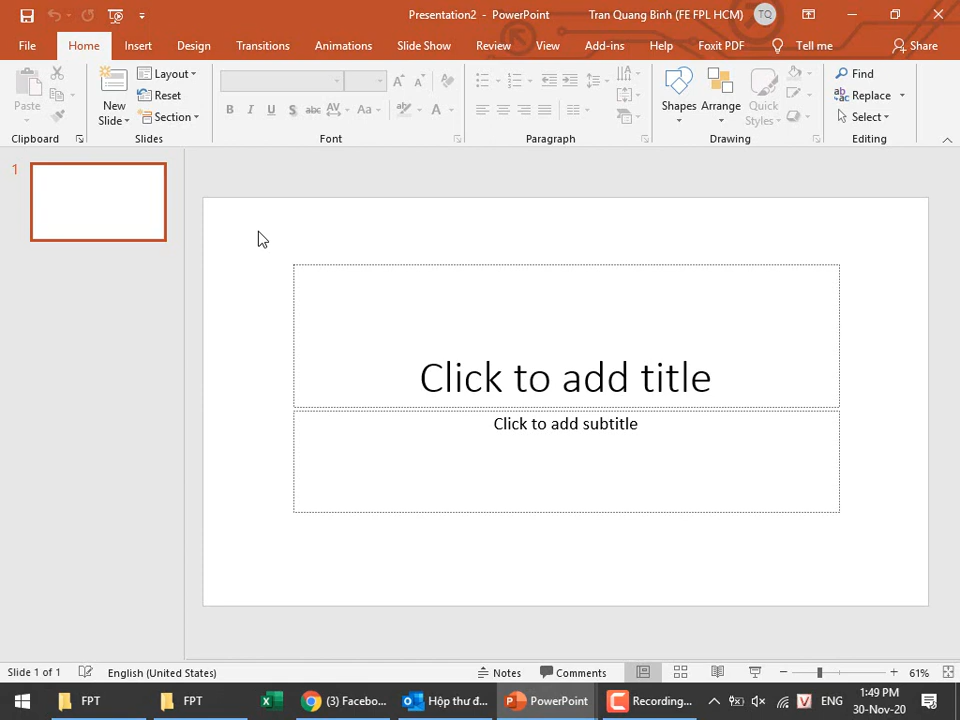 Presentation2 - PowerPoint
Tran Quang Binh (FE FPL HCM)
TQ
File
Home
Insert
Design
Transitions
Animations
Slide Show
Review
View
Add-ins
Help
Foxit PDF
Tell me
Share
Paste
New
Slide
Layout
Reset
Section
B I U S abc AV Aa
A
Shapes
Arrange
Quick
Styles
Find
Replace
Select
Clipboard
Slides
Font
Paragraph
Drawing
Editing
1
Click to add title
Click to add subtitle
Slide 1 of 1
English (United States)
Notes
Comments
61%
FPT
FPT
(3) Facebo...
Hộp thư đ...
PowerPoint
Recording...
ENG
1:49 PM
30-Nov-20